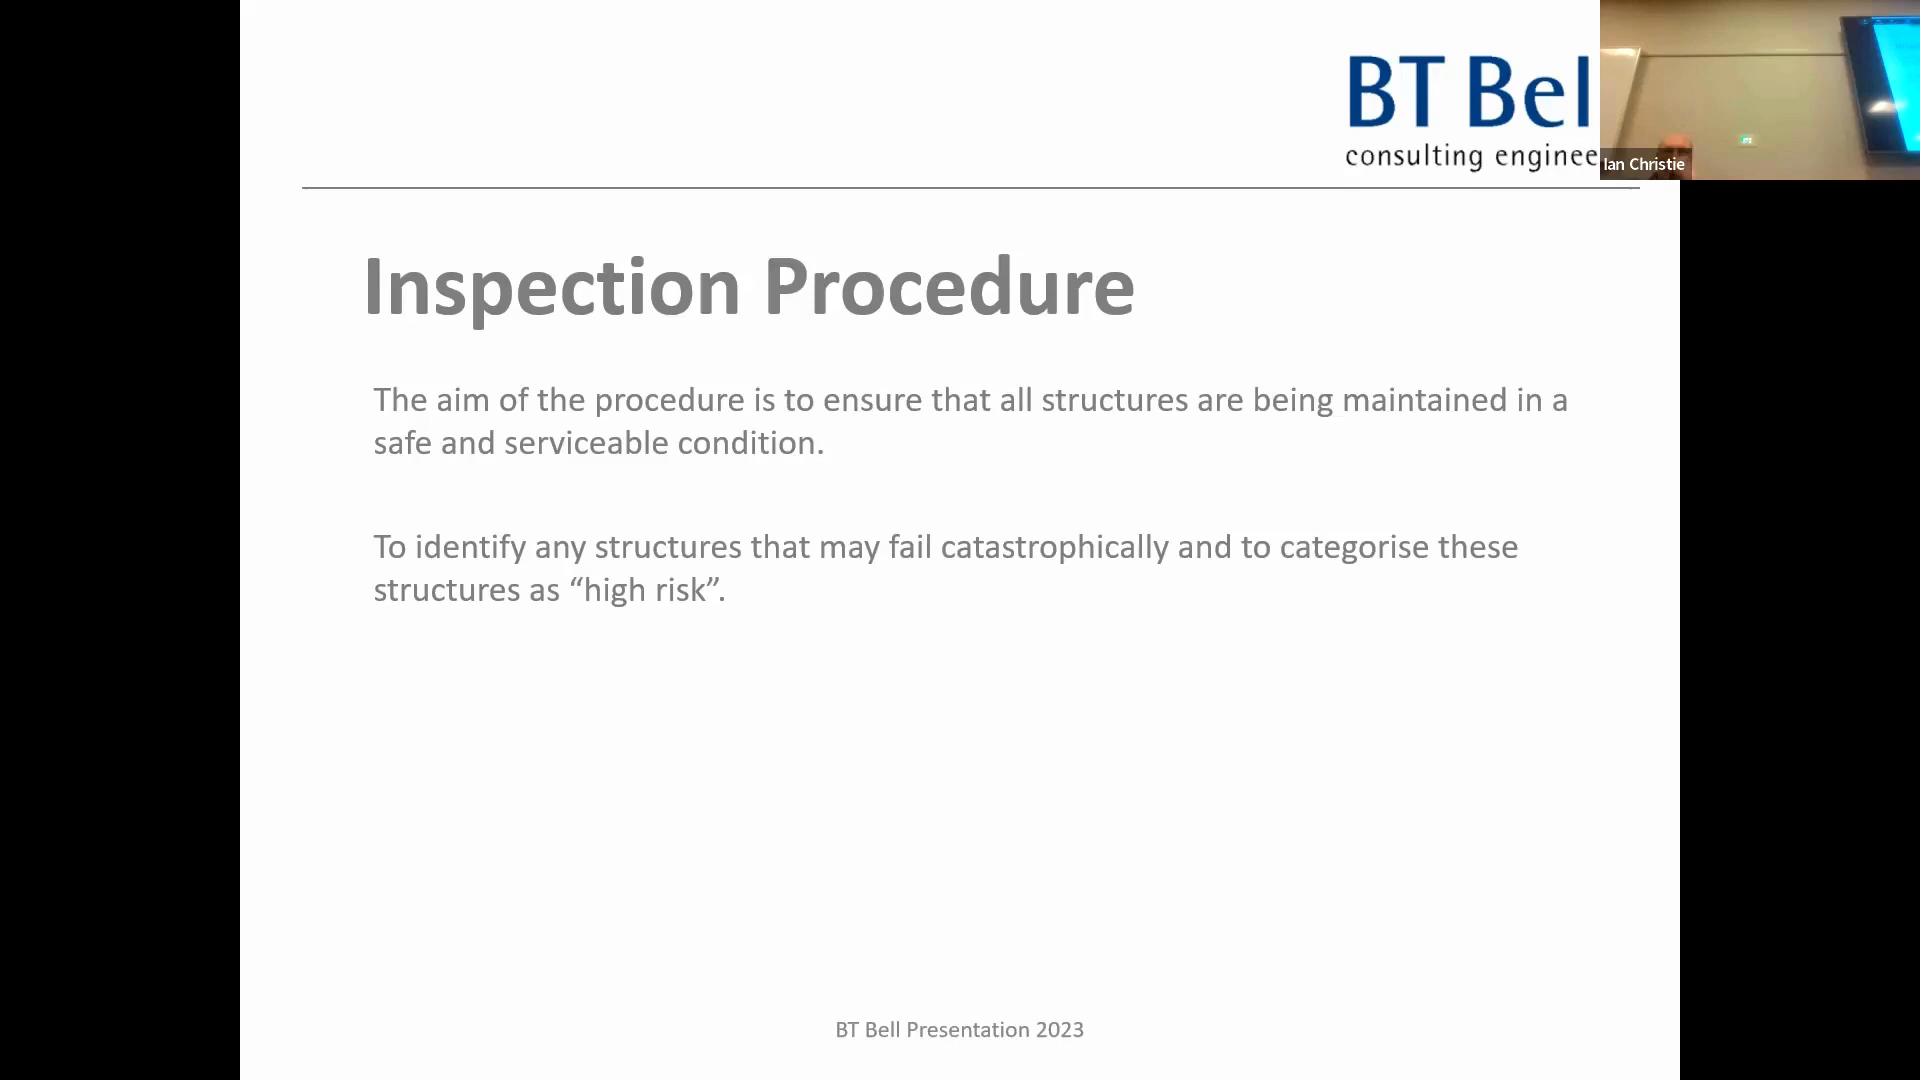 BT Bel
consulting enginee
Ian Christie
Inspection Procedure
The aim of the procedure is to ensure that all structures are being maintained in a
safe and serviceable condition.
To identify any structures that may fail catastrophically and to categorise these
structures as “high risk”.
BT Bell Presentation 2023